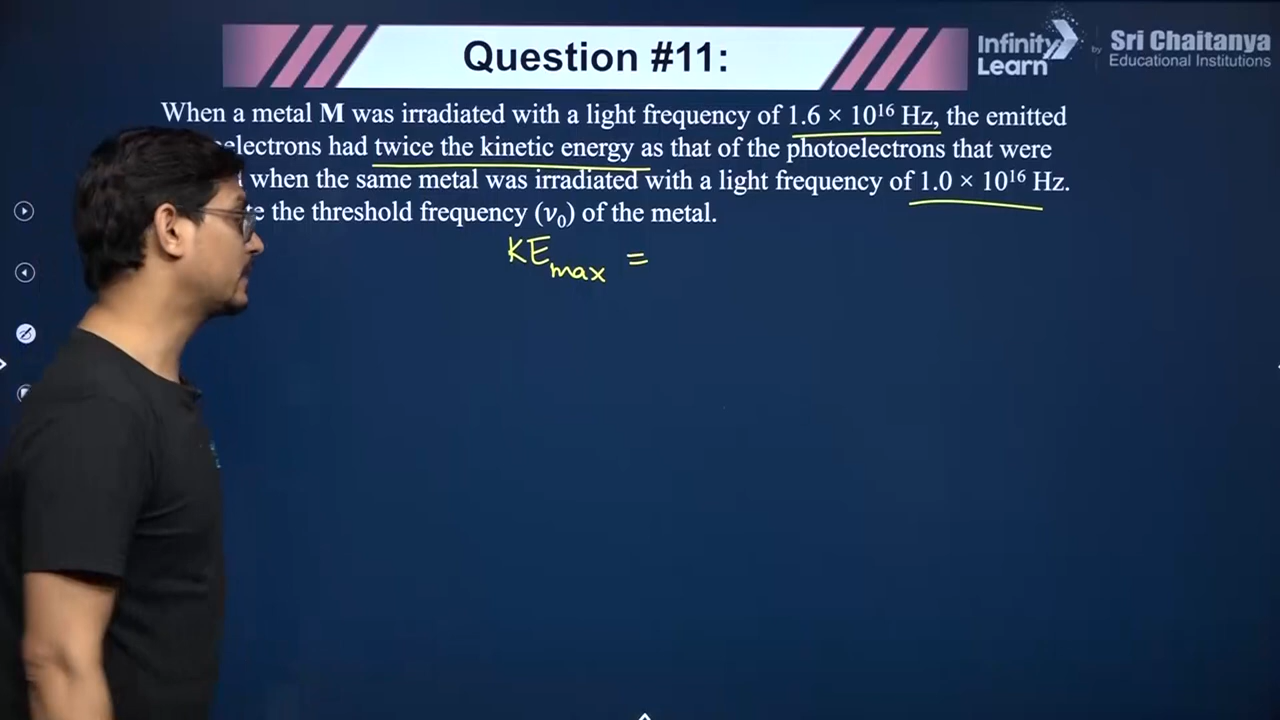 Question #11:
Infinity Learn
by
Sri Chaitanya
Educational Institutions
When a metal M was irradiated with a light frequency of 1.6 × 10¹⁶ Hz, the emitted
electrons had twice the kinetic energy as that of the photoelectrons that were
when the same metal was irradiated with a light frequency of 1.0 × 10¹⁶ Hz.
the threshold frequency (ν₀) of the metal.
KEmax =